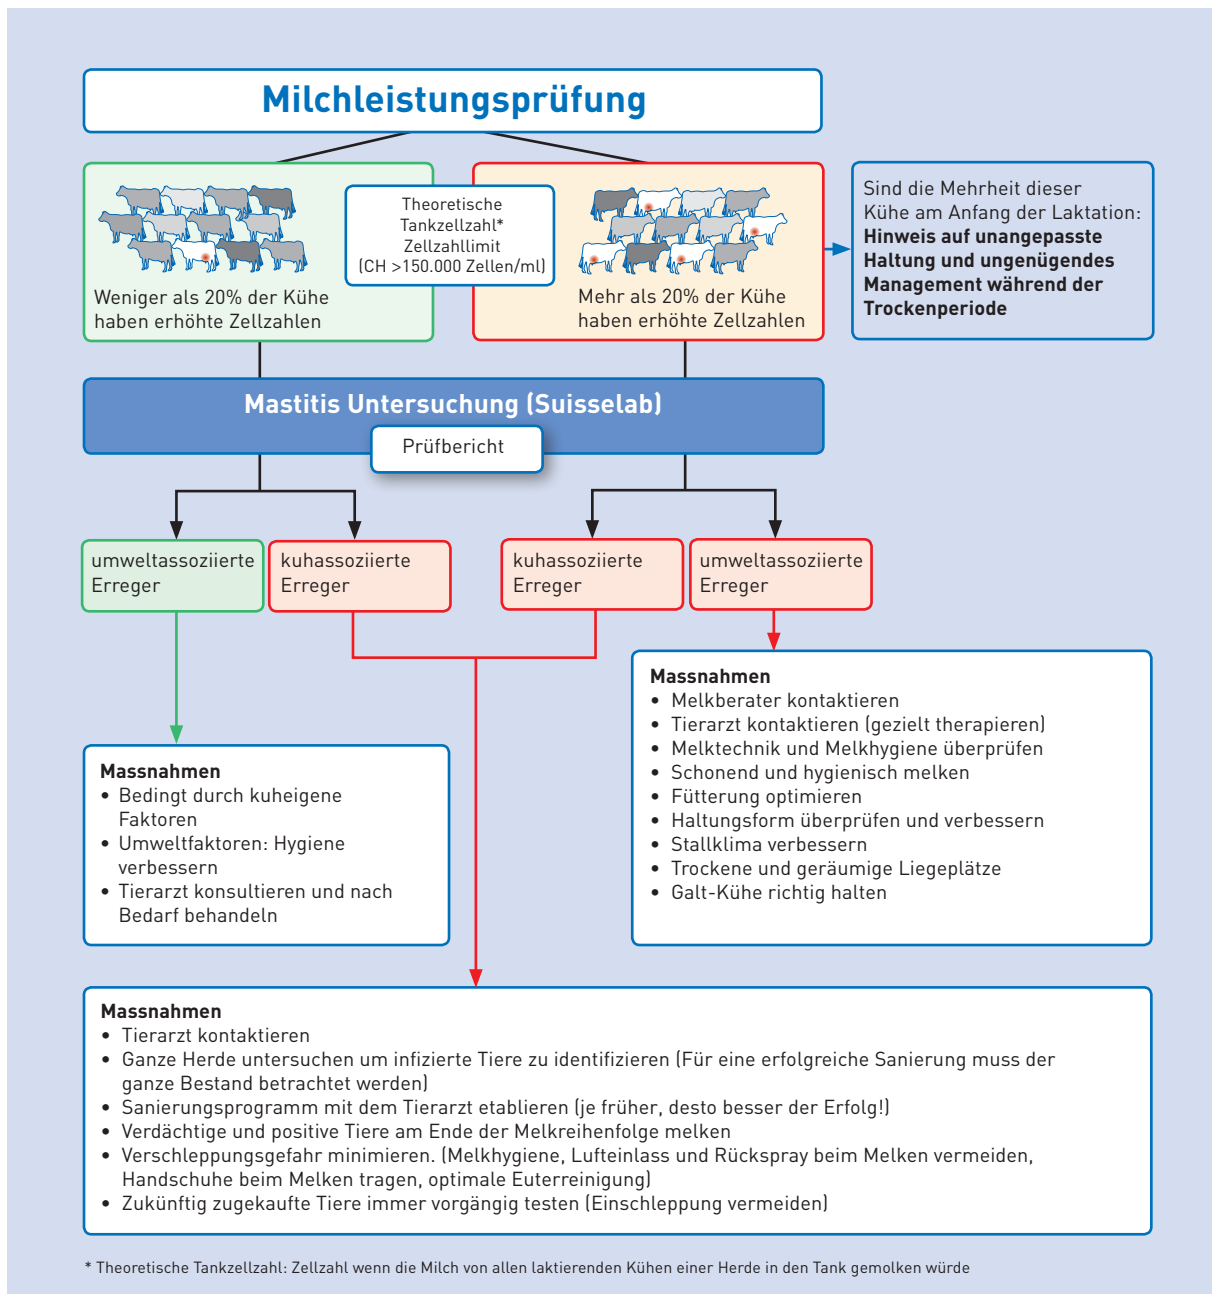 Milchleistungsprüfung
Weniger als 20% der Kühe
haben erhöhte Zellzahlen
Theoretische
Tankzellzahl*
Zellzahllimit
(CH >150.000 Zellen/ml)
Mehr als 20% der Kühe
haben erhöhte Zellzahlen
Sind die Mehrheit dieser
Kühe am Anfang der Laktation:
Hinweis auf unangepasste
Haltung und ungenügendes
Management während der
Trockenperiode
Mastitis Untersuchung (Suisselab)
Prüfbericht
umweltassoziierte
Erreger
kuhassoziierte
Erreger
kuhassoziierte
Erreger
umweltassoziierte
Erreger
Massnahmen
• Melkberater kontaktieren
• Tierarzt kontaktieren (gezielt therapieren)
• Melktechnik und Melkhygiene überprüfen
• Schonend und hygienisch melken
• Fütterung optimieren
• Haltungsform überprüfen und verbessern
• Stallklima verbessern
• Trockene und geräumige Liegeplätze
• Galt-Kühe richtig halten
Massnahmen
• Bedingt durch kuheigene
Faktoren
• Umweltfaktoren: Hygiene
verbessern
• Tierarzt konsultieren und nach
Bedarf behandeln
Massnahmen
• Tierarzt kontaktieren
• Ganze Herde untersuchen um infizierte Tiere zu identifizieren (Für eine erfolgreiche Sanierung muss der
ganze Bestand betrachtet werden)
• Sanierungsprogramm mit dem Tierarzt etablieren (je früher, desto besser der Erfolg!)
• Verdächtige und positive Tiere am Ende der Melkreihenfolge melken
• Verschleppungsgefahr minimieren. (Melkhygiene, Lufteinlass und Rückspray beim Melken vermeiden,
Handschuhe beim Melken tragen, optimale Euterreinigung)
• Zukünftig zugekaufte Tiere immer vorgängig testen (Einschleppung vermeiden)
* Theoretische Tankzellzahl: Zellzahl wenn die Milch von allen laktierenden Kühen einer Herde in den Tank gemolken würde